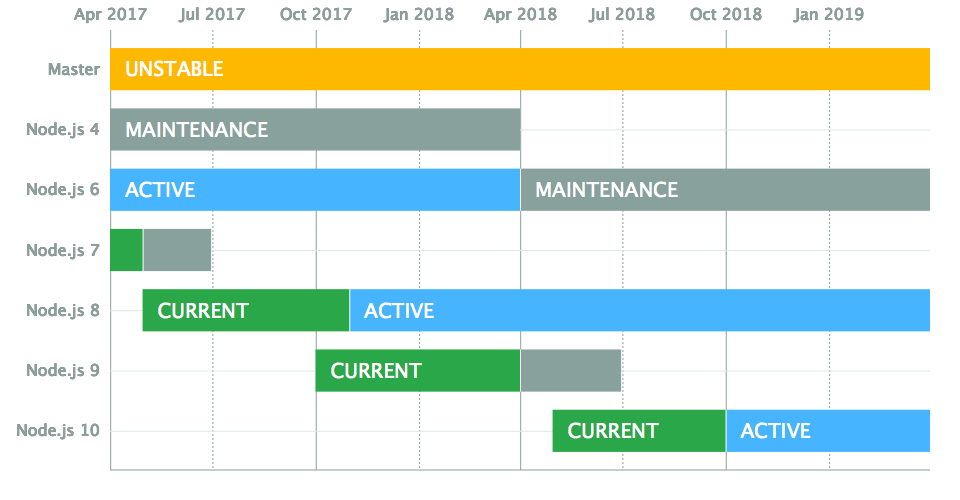 Apr 2017 Jul 2017 Oct 2017 Jan 2018 Apr 2018 Jul 2018 Oct 2018 Jan 2019
Master UNSTABLE
Node.js 4 MAINTENANCE
Node.js 6 ACTIVE MAINTENANCE
Node.js 7
Node.js 8 CURRENT ACTIVE
Node.js 9 CURRENT
Node.js 10 CURRENT ACTIVE